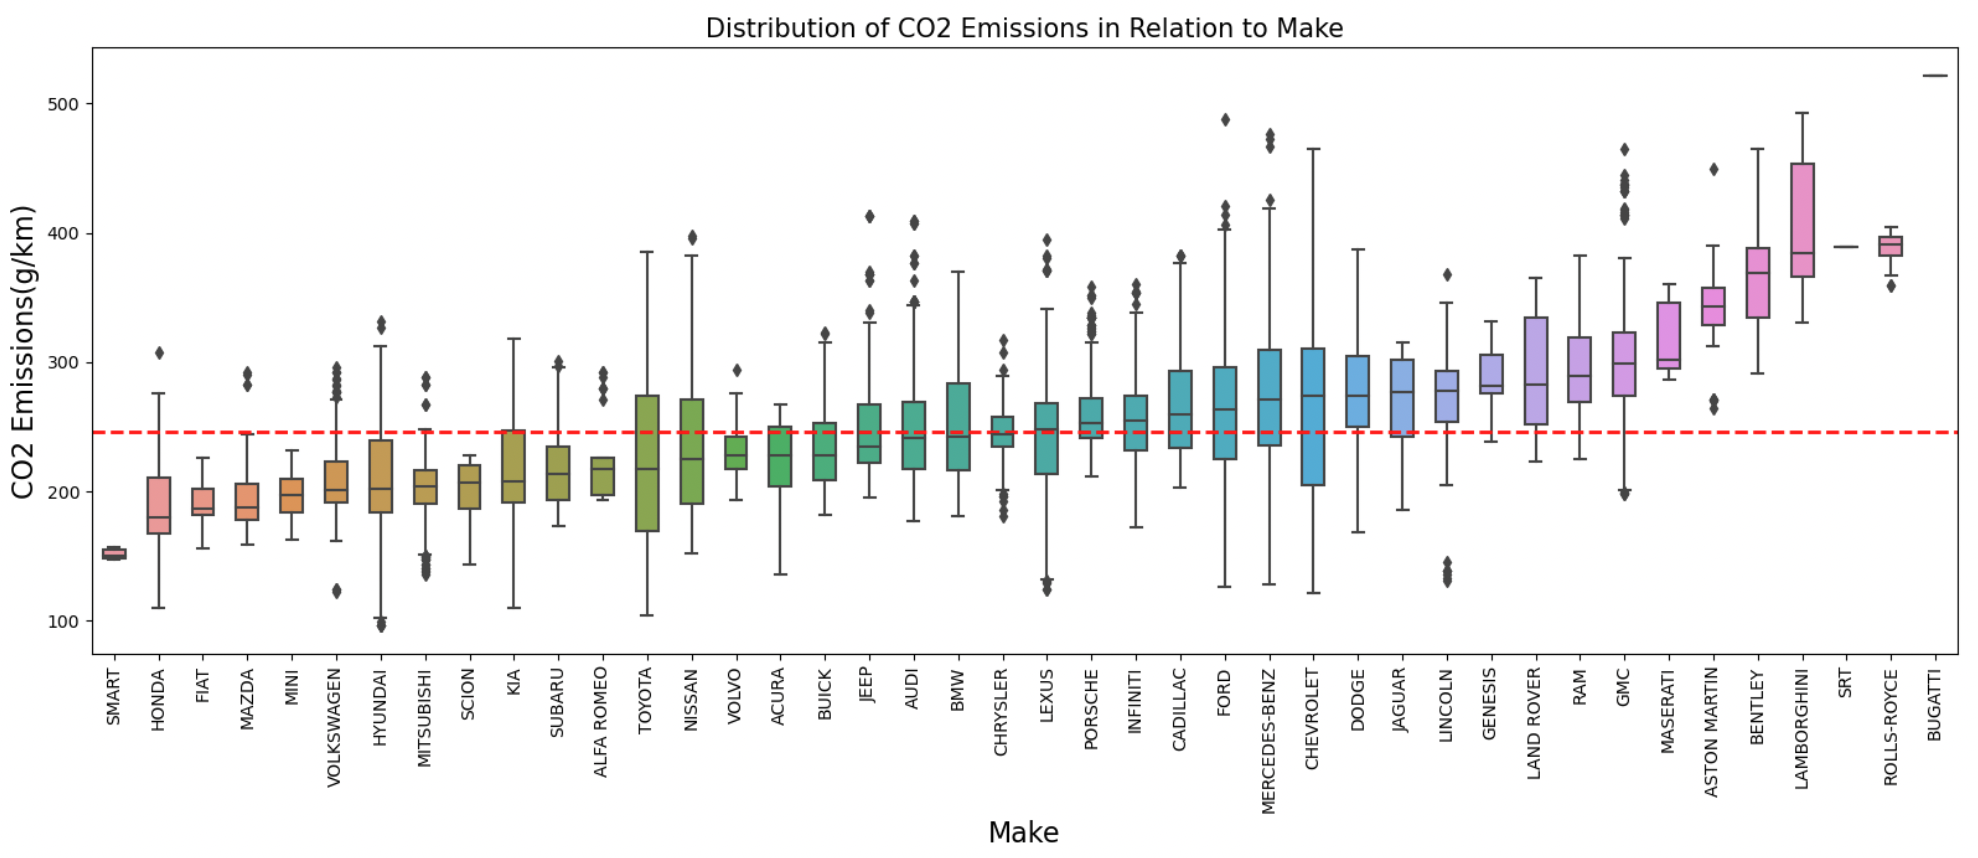 Distribution of CO2 Emissions in Relation to Make
CO2 Emissions(g/km)
500
400
300
200
100
SMART
HONDA
FIAT
MAZDA
MINI
VOLKSWAGEN
HYUNDAI
MITSUBISHI
SCION
KIA
SUBARU
ALFA ROMEO
TOYOTA
NISSAN
VOLVO
ACURA
BUICK
JEEP
AUDI
BMW
CHRYSLER
LEXUS
PORSCHE
INFINITI
CADILLAC
FORD
MERCEDES-BENZ
CHEVROLET
DODGE
JAGUAR
LINCOLN
GENESIS
LAND ROVER
RAM
GMC
MASERATI
ASTON MARTIN
BENTLEY
LAMBORGHINI
SRT
ROLLS-ROYCE
BUGATTI
Make